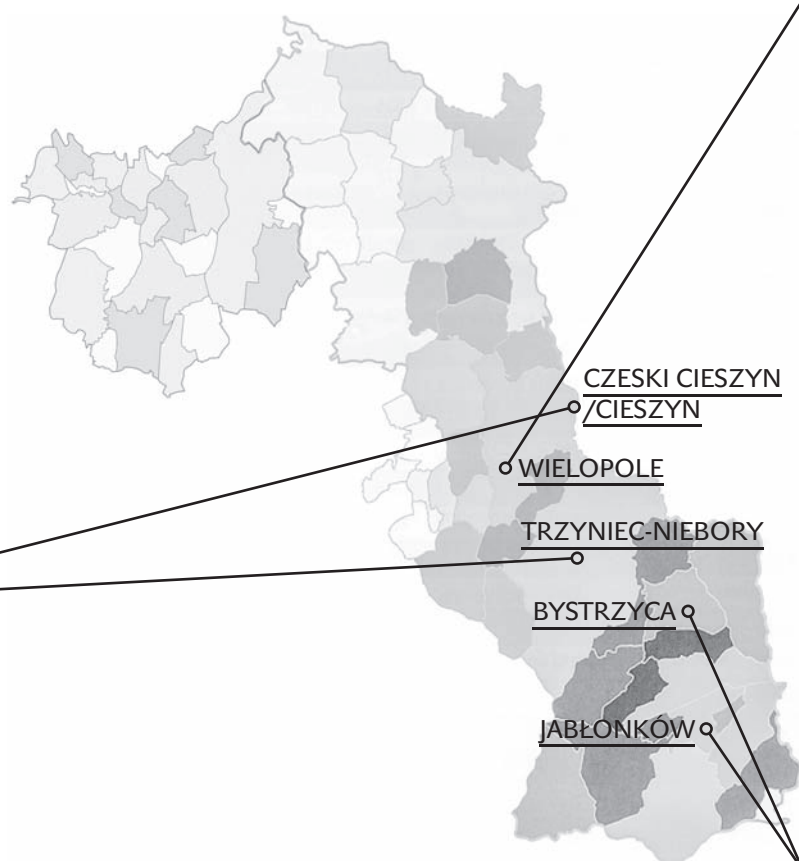 CZESKI CIESZYN
/CIESZYN
WIELOPOLE
TRZYNIEC-NIEBORY
BYSTRZYCA
JABŁONKÓW